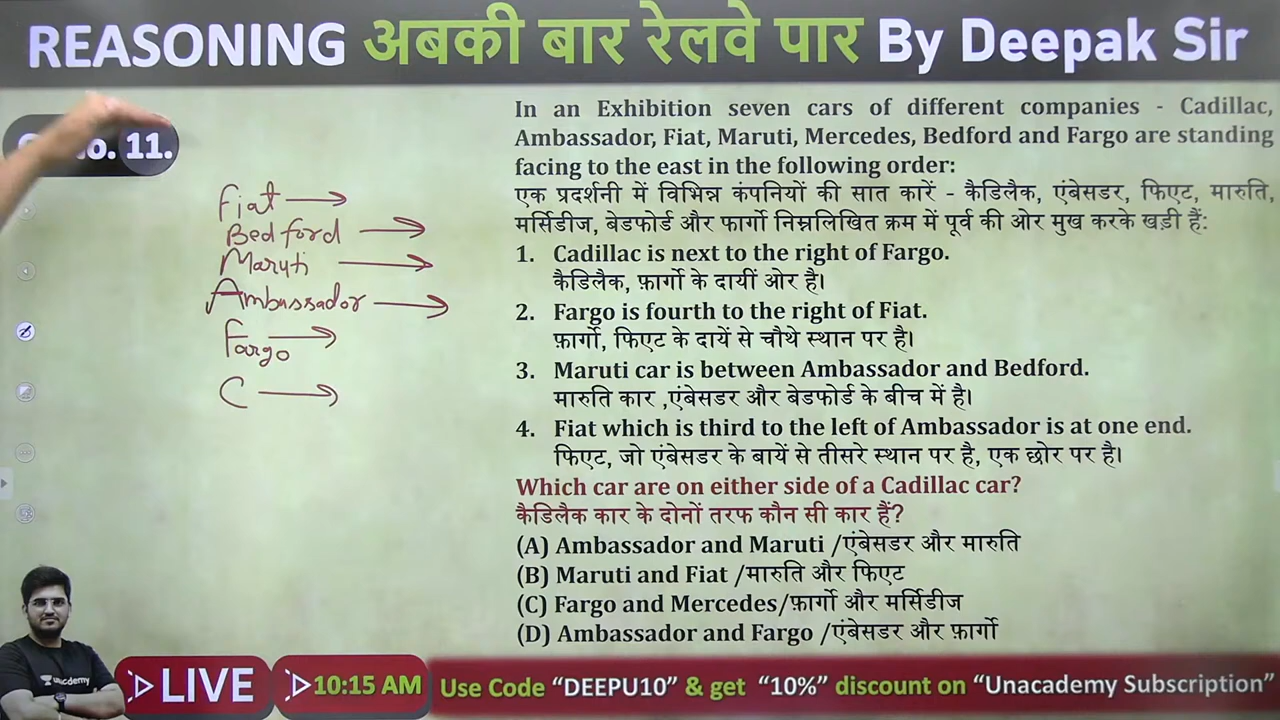 REASONING अबकी बार रेलवे पार By Deepak Sir
No. 11.
Fiat
Bedford
Maruti
Ambassador
Fargo
C
In an Exhibition seven cars of different companies - Cadillac,
Ambassador, Fiat, Maruti, Mercedes, Bedford and Fargo are standing
facing to the east in the following order:
एक प्रदर्शनी में विभिन्न कंपनियों की सात कारें - कैडिलैक, एंबेसडर, फिएट, मारुति,
मर्सिडीज, बेडफोर्ड और फार्गो निम्नलिखित क्रम में पूर्व की ओर मुख करके खड़ी हैं:
1. Cadillac is next to the right of Fargo.
कैडिलैक, फ़ार्गो के दायीं ओर है।
2. Fargo is fourth to the right of Fiat.
फ़ार्गो, फिएट के दायें से चौथे स्थान पर है।
3. Maruti car is between Ambassador and Bedford.
मारुति कार ,एंबेसडर और बेडफोर्ड के बीच में है।
4. Fiat which is third to the left of Ambassador is at one end.
फिएट, जो एंबेसडर के बायें से तीसरे स्थान पर है, एक छोर पर है।
Which car are on either side of a Cadillac car?
कैडिलैक कार के दोनों तरफ कौन सी कार हैं?
(A) Ambassador and Maruti /एंबेसडर और मारुति
(B) Maruti and Fiat /मारुति और फिएट
(C) Fargo and Mercedes/फ़ार्गो और मर्सिडीज
(D) Ambassador and Fargo /एंबेसडर और फ़ार्गो
unacademy
LIVE
10:15 AM
Use Code “DEEPU10” & get “10%” discount on “Unacademy Subscription”